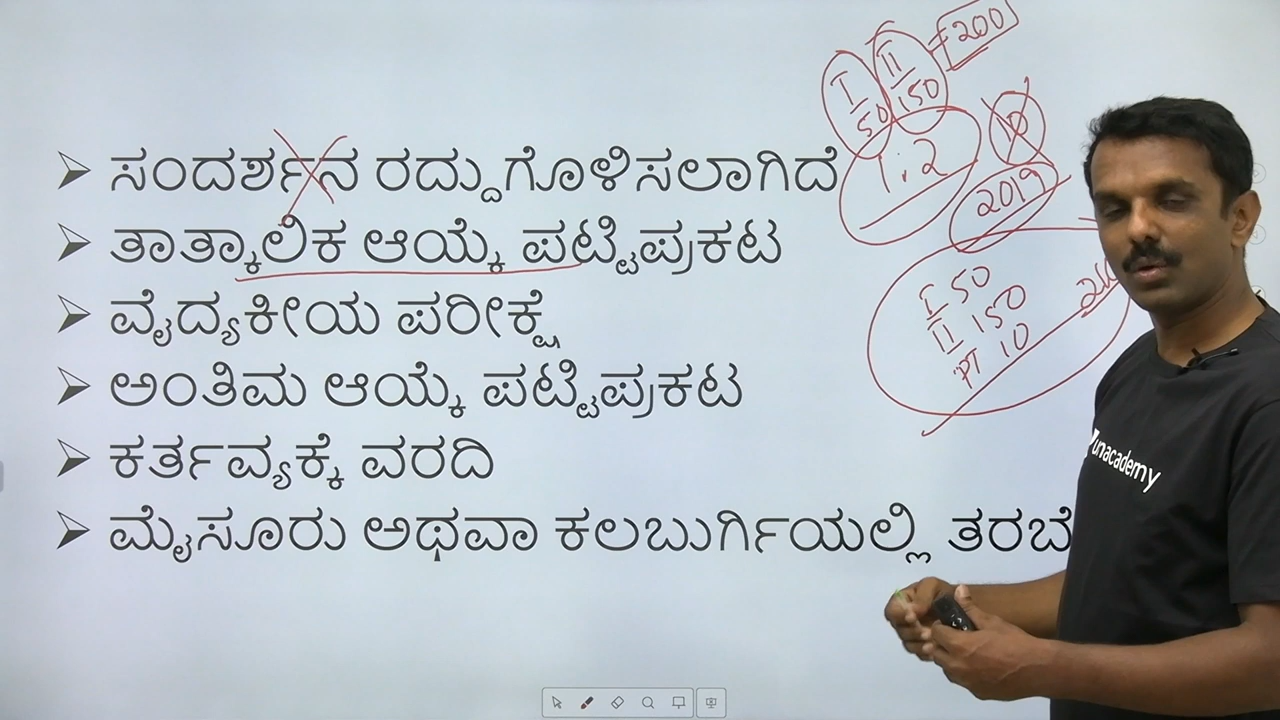 I 50
II 150
= 200
1:2
10
2019
ಸಂದರ್ಶನ ರದ್ದುಗೊಳಿಸಲಾಗಿದೆ
ತಾತ್ಕಾಲಿಕ ಆಯ್ಕೆ ಪಟ್ಟಿಪ್ರಕಟ
ವೈದ್ಯಕೀಯ ಪರೀಕ್ಷೆ
ಅಂತಿಮ ಆಯ್ಕೆ ಪಟ್ಟಿಪ್ರಕಟ
ಕರ್ತವ್ಯಕ್ಕೆ ವರದಿ
ಮೈಸೂರು ಅಥವಾ ಕಲಬುರ್ಗಿಯಲ್ಲಿ ತರಬೆ
I 50
II 150
PT 10
unacademy